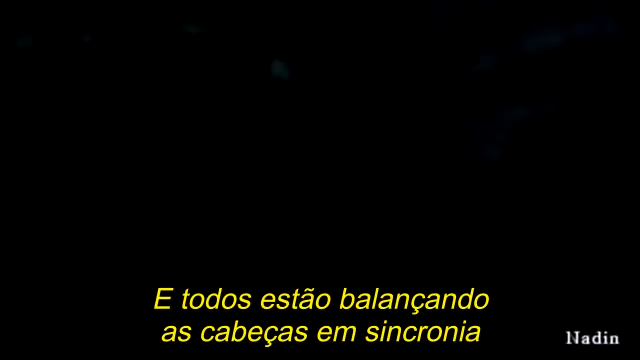 E todos estão balançando
as cabeças em sincronia
Nadin